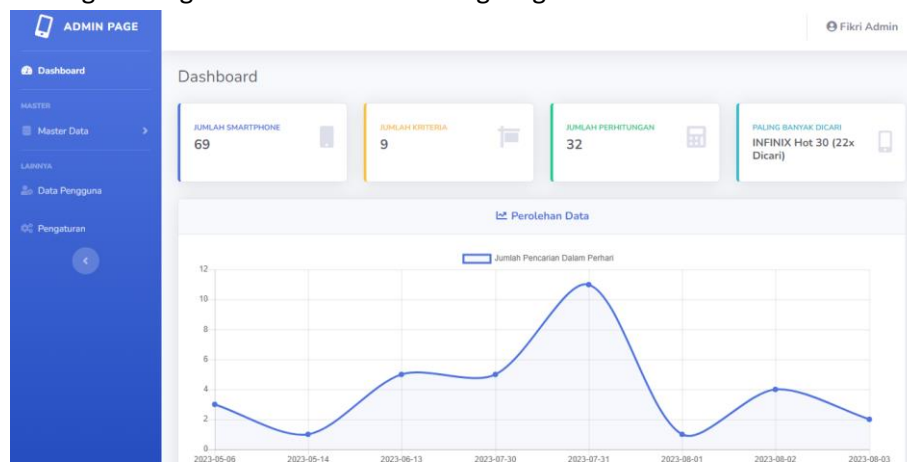 ADMIN PAGE
Fikri Admin
Dashboard
Dashboard
MASTER
Master Data
LAINNYA
Data Pengguna
Pengaturan
JUMLAH SMARTPHONE
69
JUMLAH KRITERIA
9
JUMLAH PERHITUNGAN
32
PALING BANYAK DICARI
INFINIX Hot 30 (22x
Dicari)
Perolehan Data
Jumlah Pencarian Dalam Perhari
12
10
8
6
4
2
0
2023-05-06 2023-05-14 2023-06-13 2023-07-30 2023-07-31 2023-08-01 2023-08-02 2023-08-03